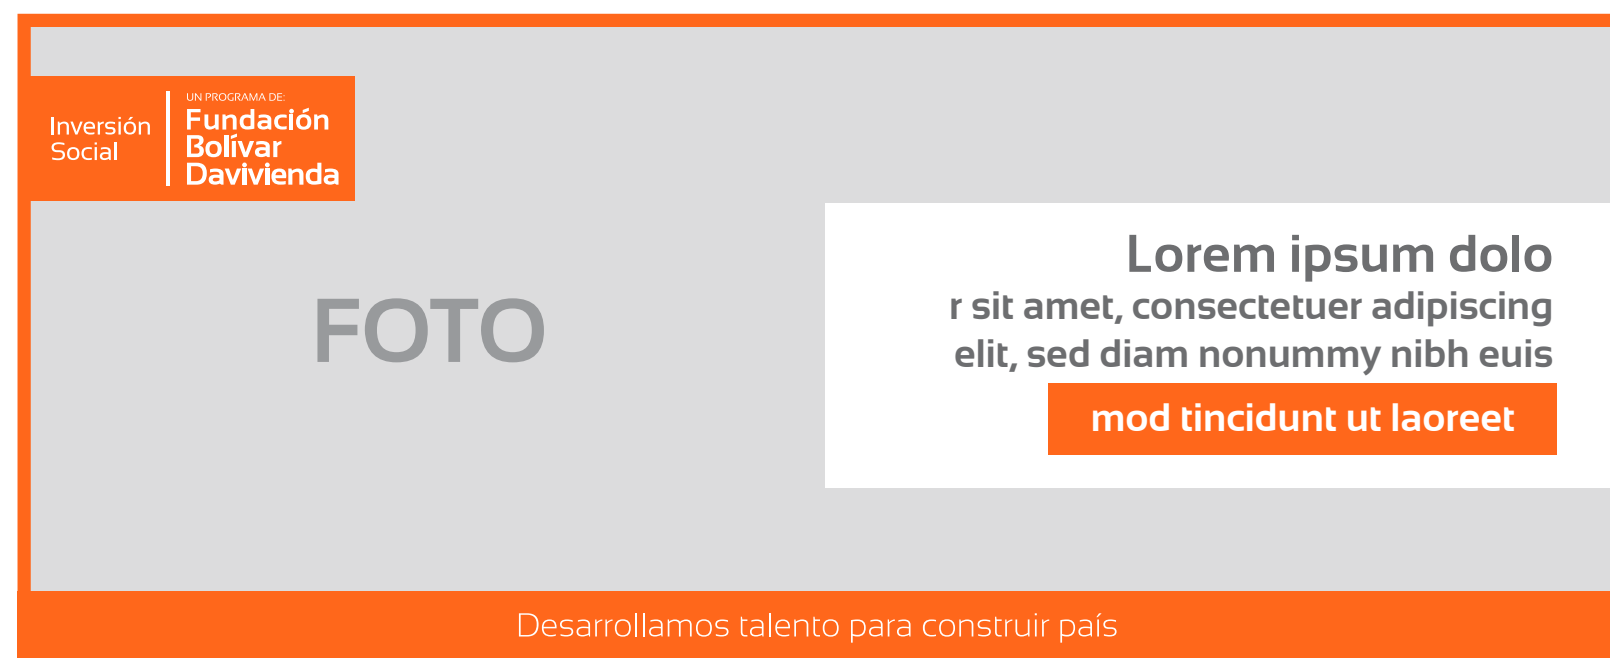 Inversión
Social
UN PROGRAMA DE:
Fundación
Bolívar
Davivienda
FOTO
Lorem ipsum dolo
r sit amet, consectetuer adipiscing
elit, sed diam nonummy nibh euis
mod tincidunt ut laoreet
Desarrollamos talento para construir país